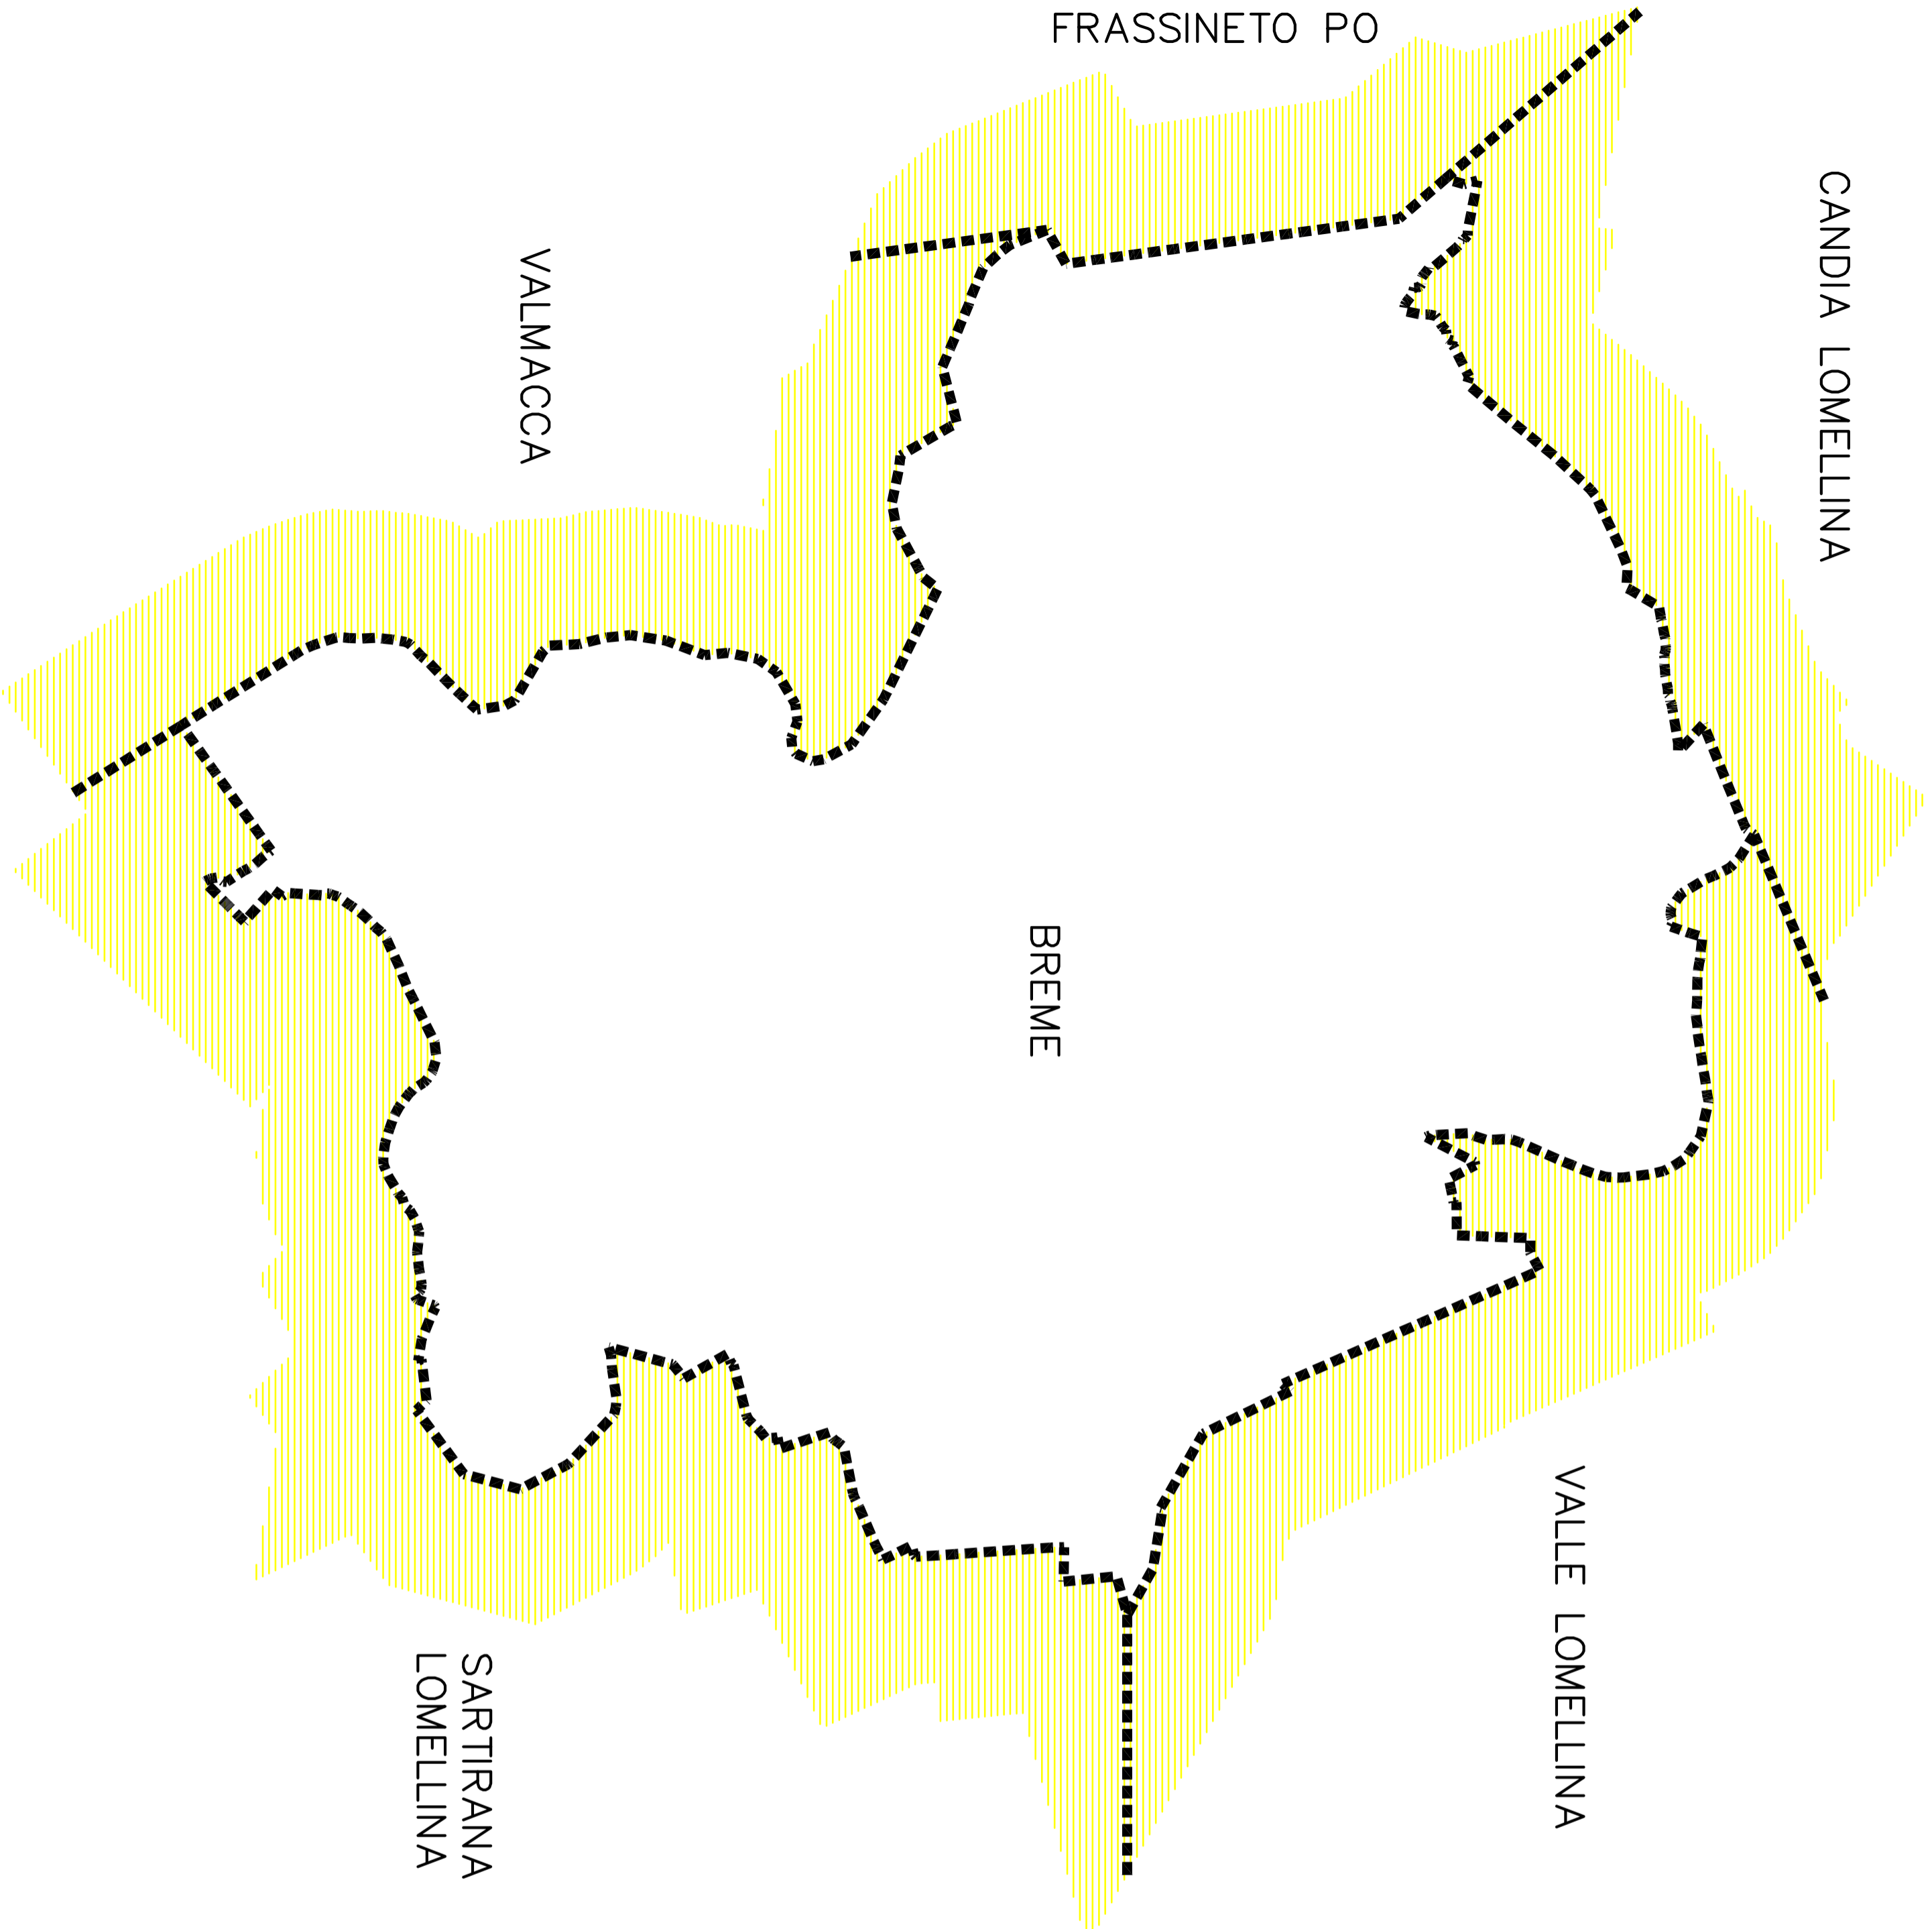 FRASSINETO PO
CANDIA LOMELLINA
VALMACCA
BREME
VALLE LOMELLINA
SARTIRANA
LOMELLINA